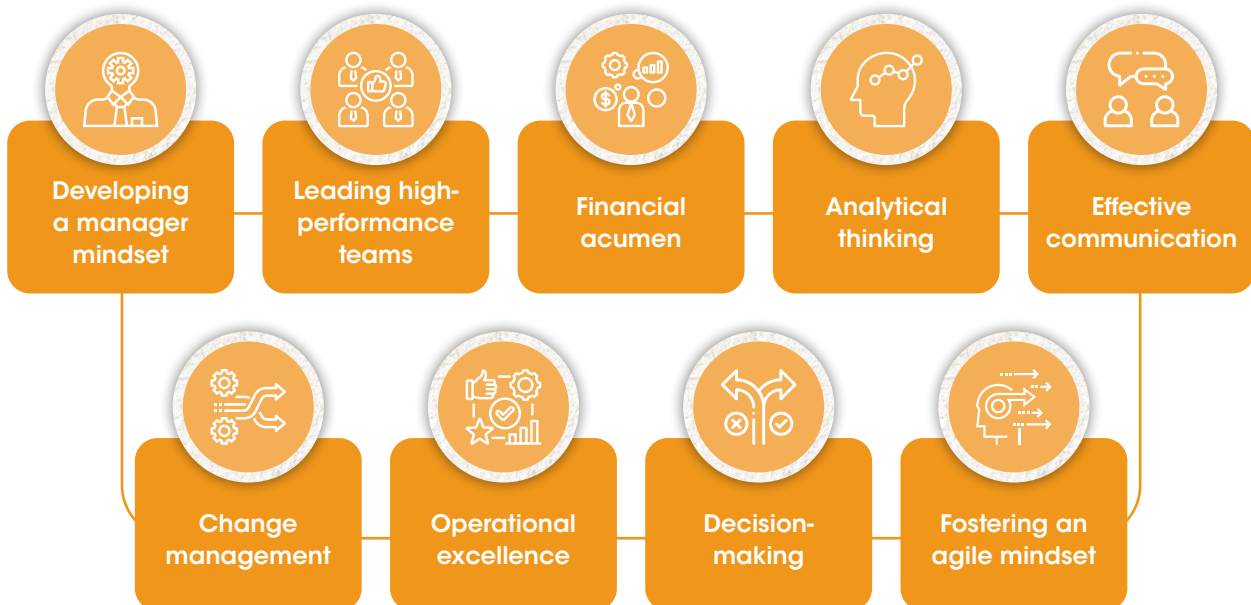 Developing
a manager
mindset
Leading high-
performance
teams
Financial
acumen
Analytical
thinking
Effective
communication
Change
management
Operational
excellence
Decision-
making
Fostering an
agile mindset